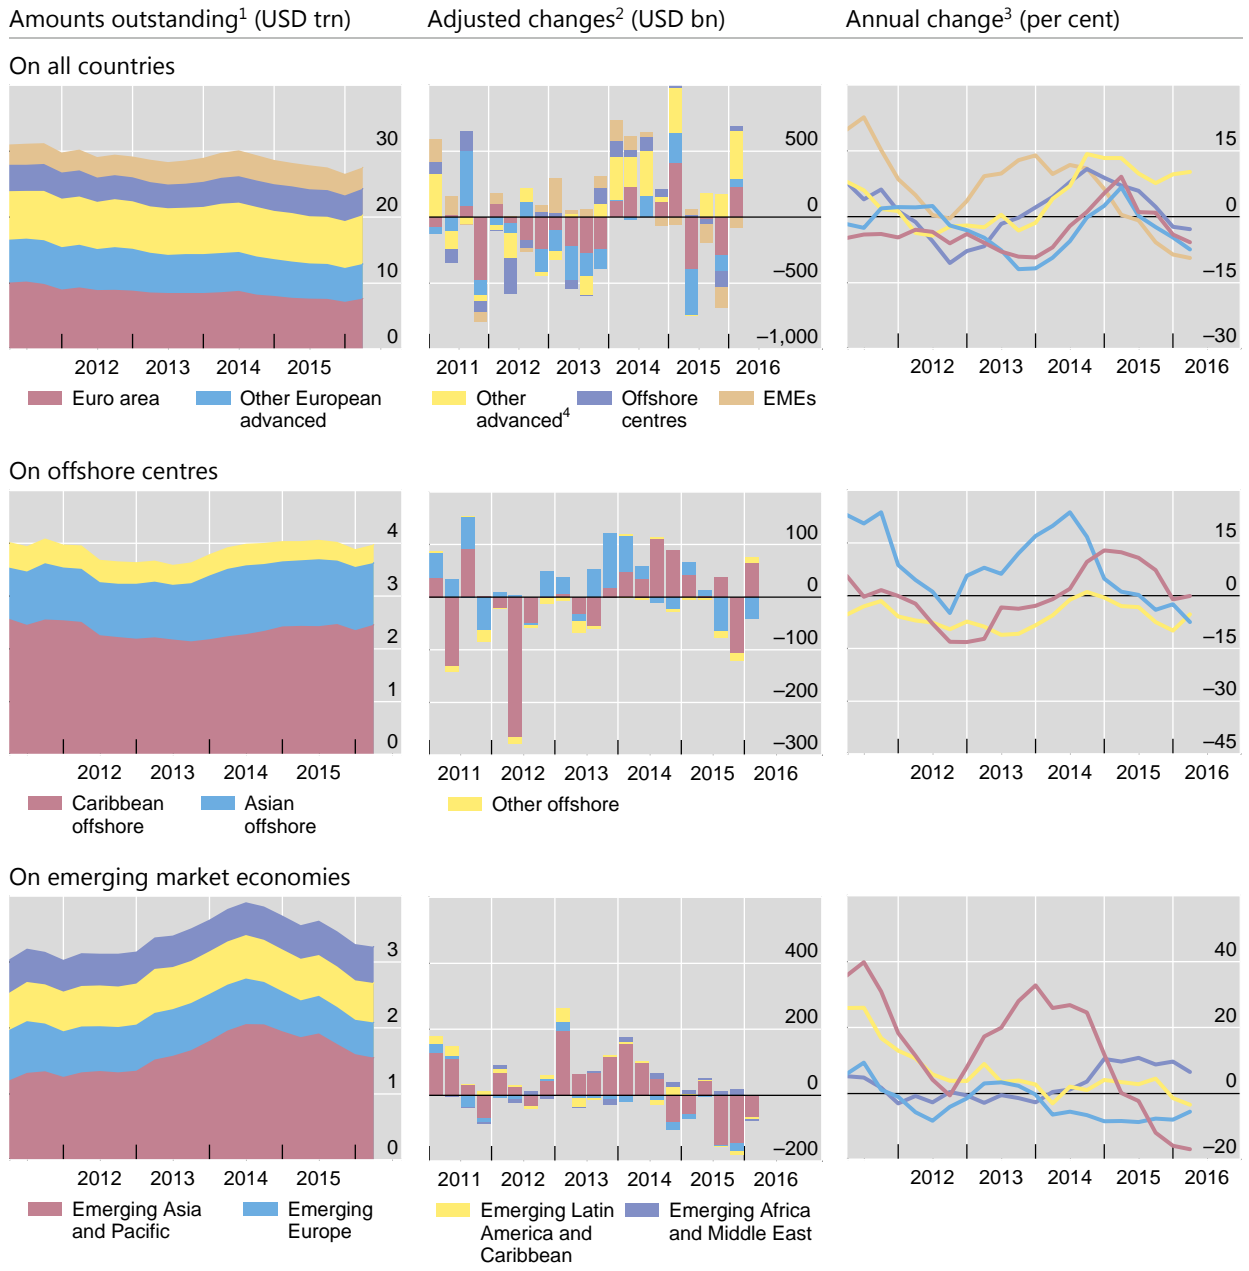 Amounts outstanding1 (USD trn)
Adjusted changes2 (USD bn)
Annual change3 (per cent)
On all countries
30
20
10
0
2012 2013 2014 2015
500
0
–500
–1,000
2011 2012 2013 2014 2015 2016
15
0
–15
–30
2012 2013 2014 2015 2016
Euro area
Other European
advanced
Other
advanced4
Offshore
centres
EMEs
On offshore centres
4
3
2
1
0
2012 2013 2014 2015
100
0
–100
–200
–300
2011 2012 2013 2014 2015 2016
15
0
–15
–30
–45
2012 2013 2014 2015 2016
Caribbean
offshore
Asian
offshore
Other offshore
On emerging market economies
3
2
1
0
2012 2013 2014 2015
400
200
0
–200
2011 2012 2013 2014 2015 2016
40
20
0
–20
2012 2013 2014 2015 2016
Emerging Asia
and Pacific
Emerging
Europe
Emerging Latin
America and
Caribbean
Emerging Africa
and Middle East